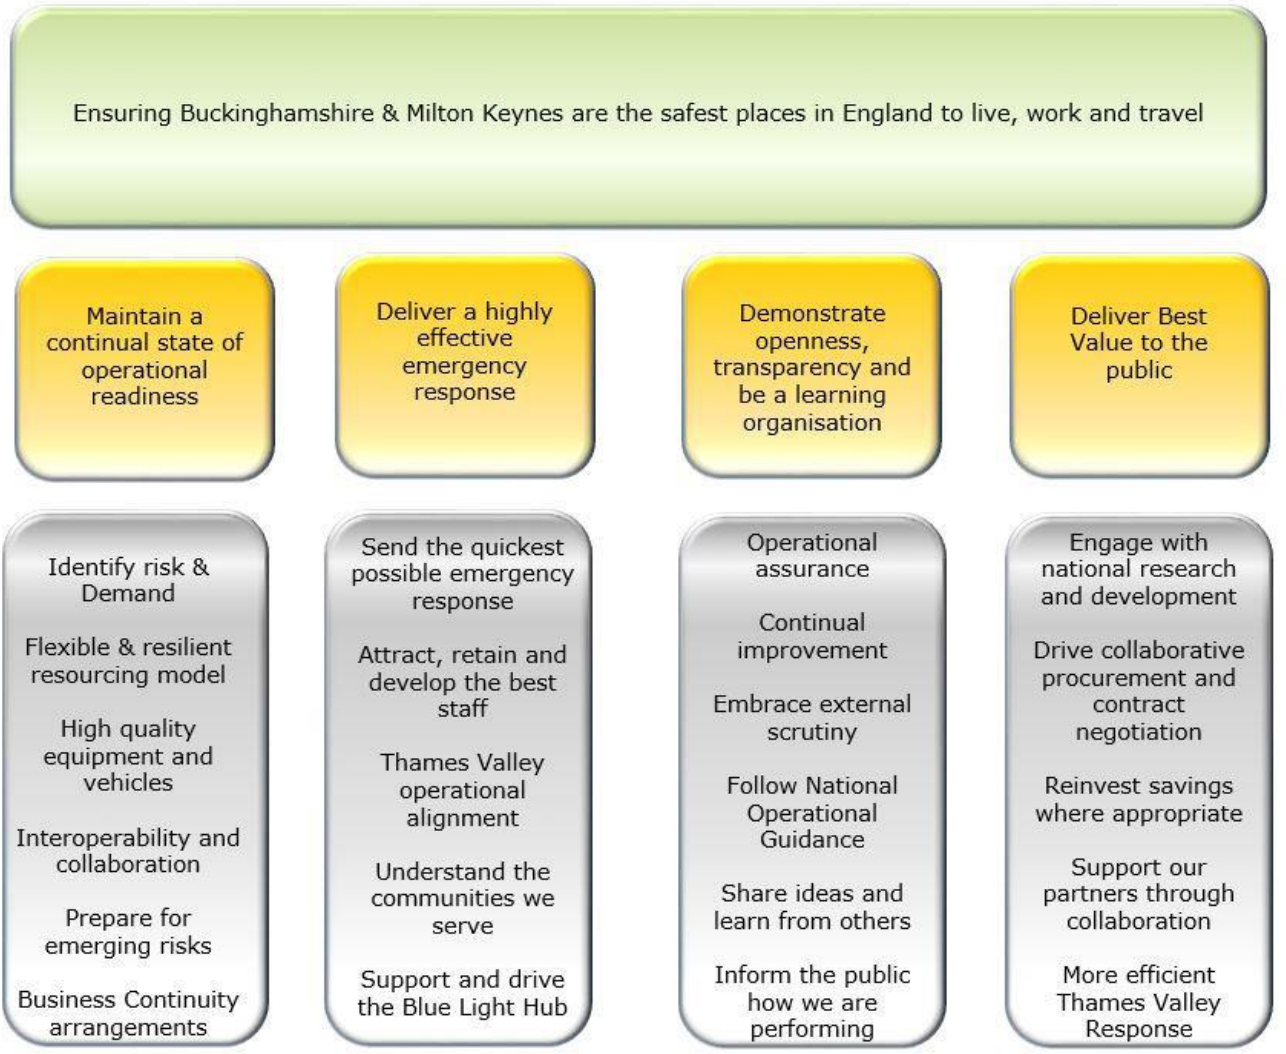 Ensuring Buckinghamshire & Milton Keynes are the safest places in England to live, work and travel
Maintain a
continual state of
operational
readiness
Deliver a highly
effective
emergency
response
Demonstrate
openness,
transparency and
be a learning
organisation
Deliver Best
Value to the
public
Identify risk &
Demand
Flexible & resilient
resourcing model
High quality
equipment and
vehicles
Interoperability and
collaboration
Prepare for
emerging risks
Business Continuity
arrangements
Send the quickest
possible emergency
response
Attract, retain and
develop the best
staff
Thames Valley
operational
alignment
Understand the
communities we
serve
Support and drive
the Blue Light Hub
Operational
assurance
Continual
improvement
Embrace external
scrutiny
Follow National
Operational
Guidance
Share ideas and
learn from others
Inform the public
how we are
performing
Engage with
national research
and development
Drive collaborative
procurement and
contract
negotiation
Reinvest savings
where appropriate
Support our
partners through
collaboration
More efficient
Thames Valley
Response